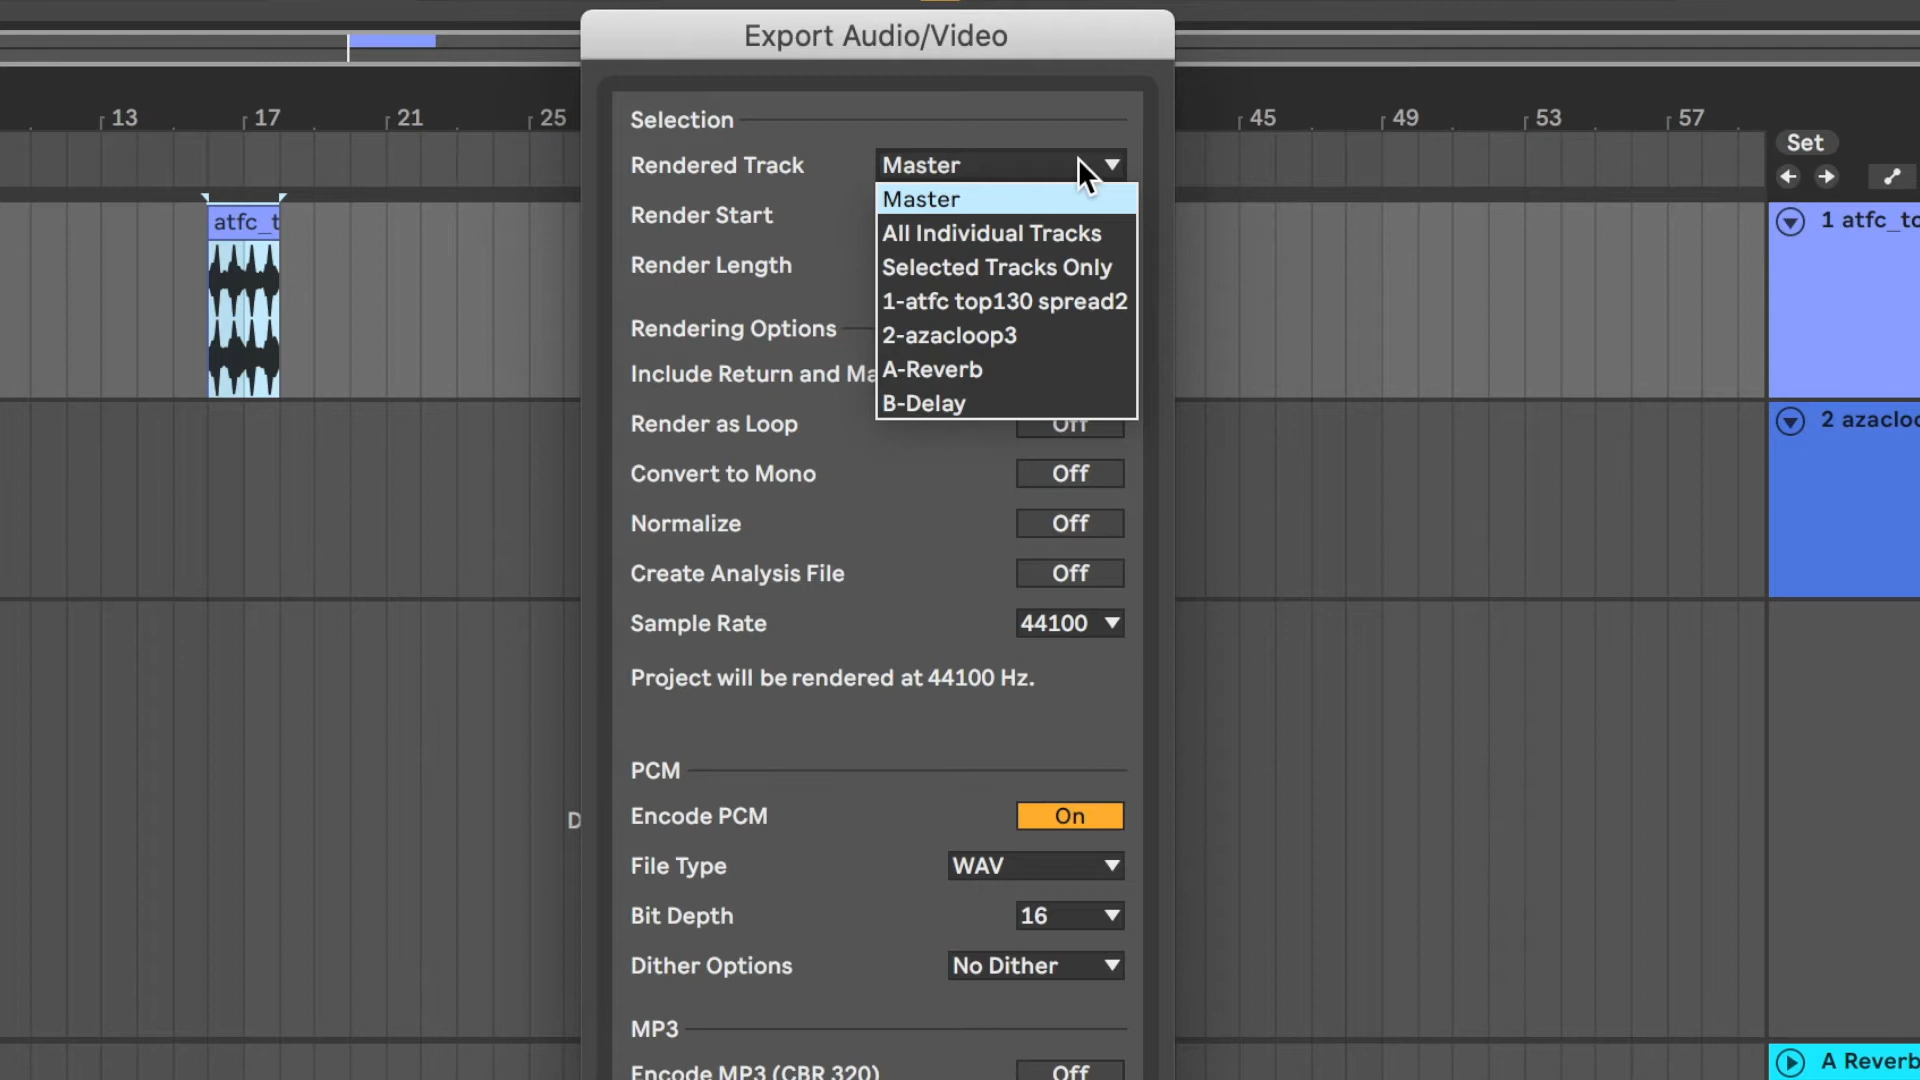 Export Audio/Video
13 17 21 25 45 49 53 57
Set
Selection
Rendered Track Master
Master
Render Start
All Individual Tracks
Render Length
Selected Tracks Only
1-atfc top130 spread2
Rendering Options
2-azacloop3
Include Return and Ma
A-Reverb
B-Delay
Render as Loop Off
Convert to Mono Off
Normalize Off
Create Analysis File Off
Sample Rate 44100
Project will be rendered at 44100 Hz.
PCM
Encode PCM On
File Type WAV
Bit Depth 16
Dither Options No Dither
MP3
Encode MP3 (CBR 320) Off
atfc_t
D
1 atfc_to
2 azacloo
A Reverb